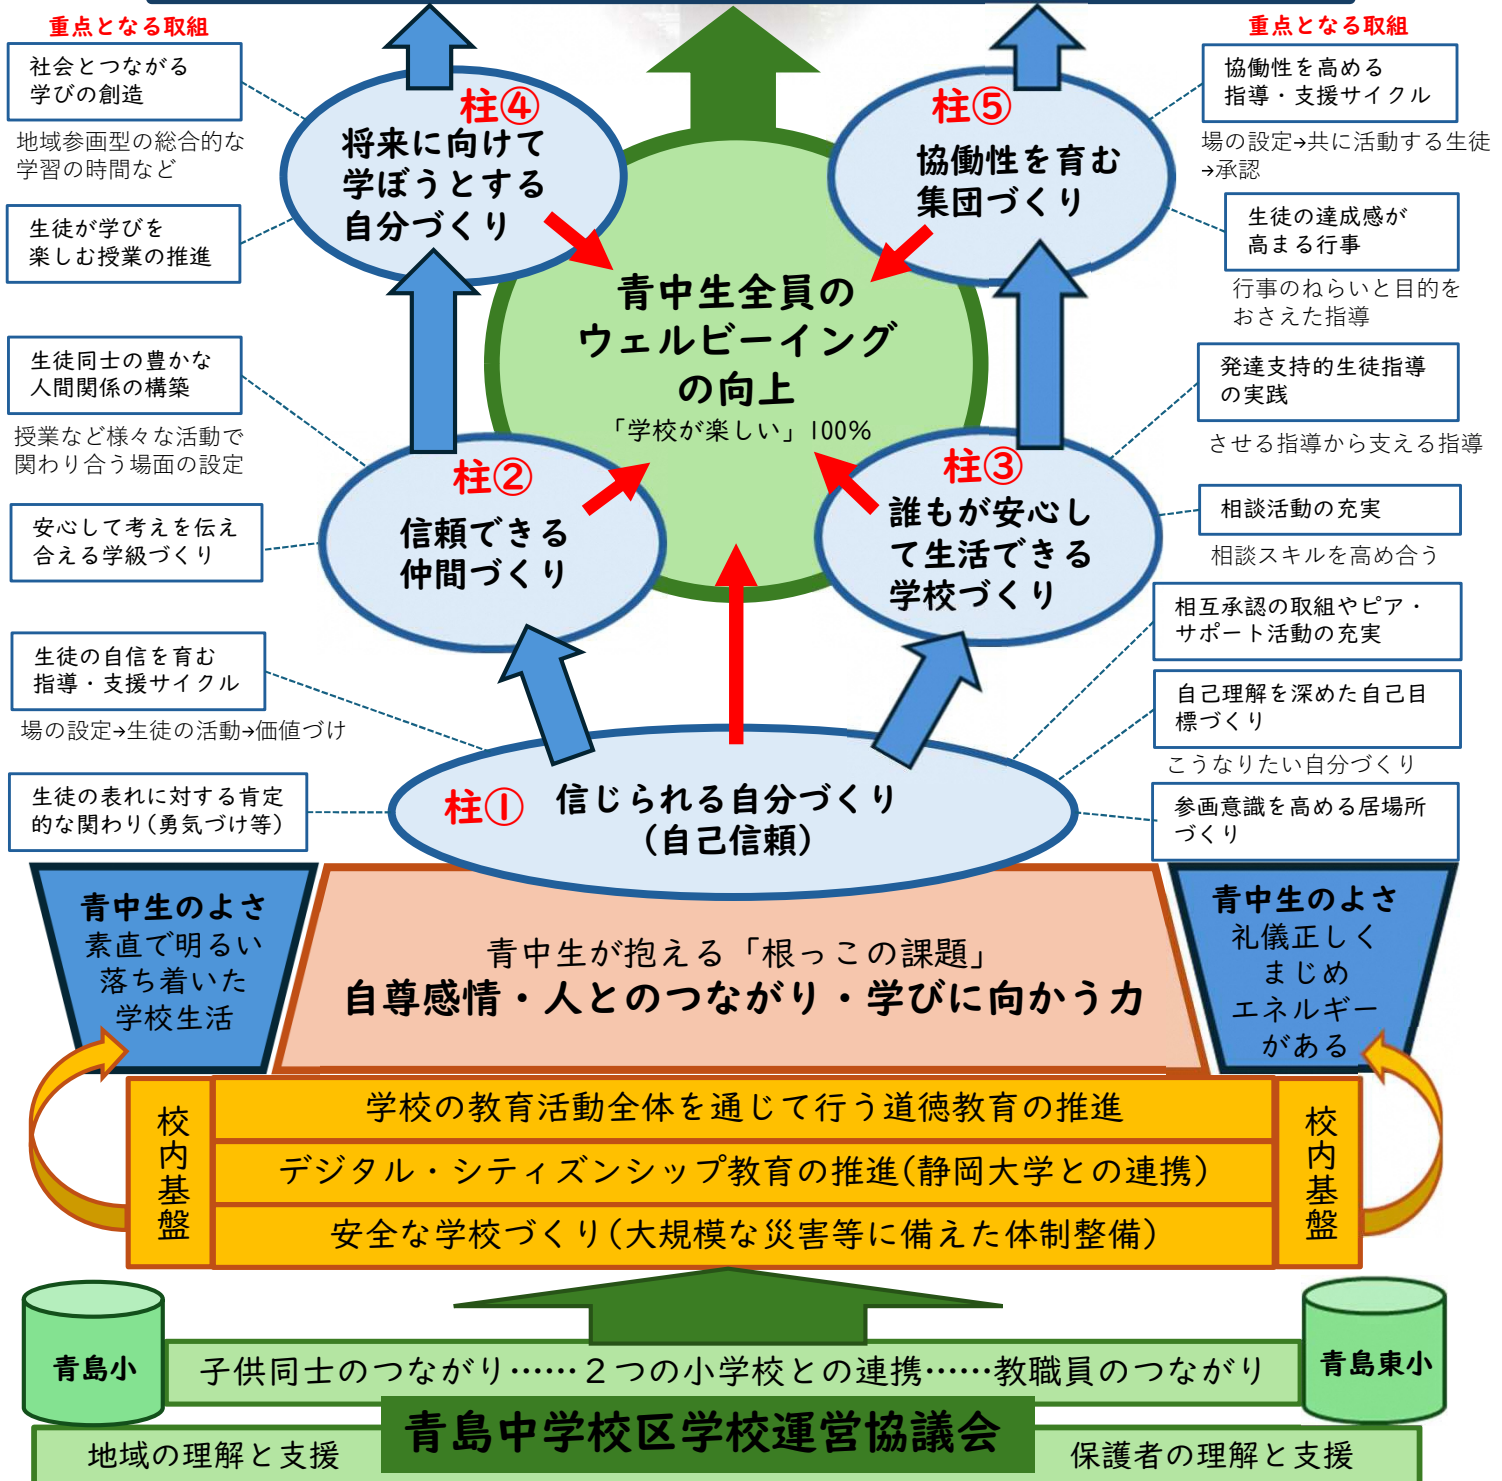 重点となる取組
社会とつながる
学びの創造
地域参画型の総合的な
学習の時間など
生徒が学びを
楽しむ授業の推進
生徒同士の豊かな
人間関係の構築
授業など様々な活動で
関わり合う場面の設定
安心して考えを伝え
合える学級づくり
生徒の自信を育む
指導・支援サイクル
場の設定→生徒の活動→価値づけ
生徒の表れに対する肯定
的な関わり(勇気づけ等)
柱④
将来に向けて
学ぼうとする
自分づくり
柱⑤
協働性を育む
集団づくり
青中生全員の
ウェルビーイング
の向上
「学校が楽しい」100%
柱②
信頼できる
仲間づくり
柱③
誰もが安心し
て生活できる
学校づくり
柱①
信じられる自分づくり
(自己信頼)
重点となる取組
協働性を高める
指導・支援サイクル
場の設定→共に活動する生徒
→承認
生徒の達成感が
高まる行事
行事のねらいと目的を
おさえた指導
発達支持的生徒指導
の実践
させる指導から支える指導
相談活動の充実
相談スキルを高め合う
相互承認の取組やピア・
サポート活動の充実
自己理解を深めた自己目
標づくり
こうなりたい自分づくり
参画意識を高める居場所
づくり
青中生のよさ
素直で明るい
落ち着いた
学校生活
青中生が抱える「根っこの課題」
自尊感情・人とのつながり・学びに向かう力
青中生のよさ
礼儀正しく
まじめ
エネルギー
がある
校内基盤
学校の教育活動全体を通じて行う道徳教育の推進
デジタル・シティズンシップ教育の推進(静岡大学との連携)
安全な学校づくり(大規模な災害等に備えた体制整備)
校内基盤
青島小
子供同士のつながり……２つの小学校との連携……教職員のつながり
青島東小
青島中学校区学校運営協議会
地域の理解と支援
保護者の理解と支援